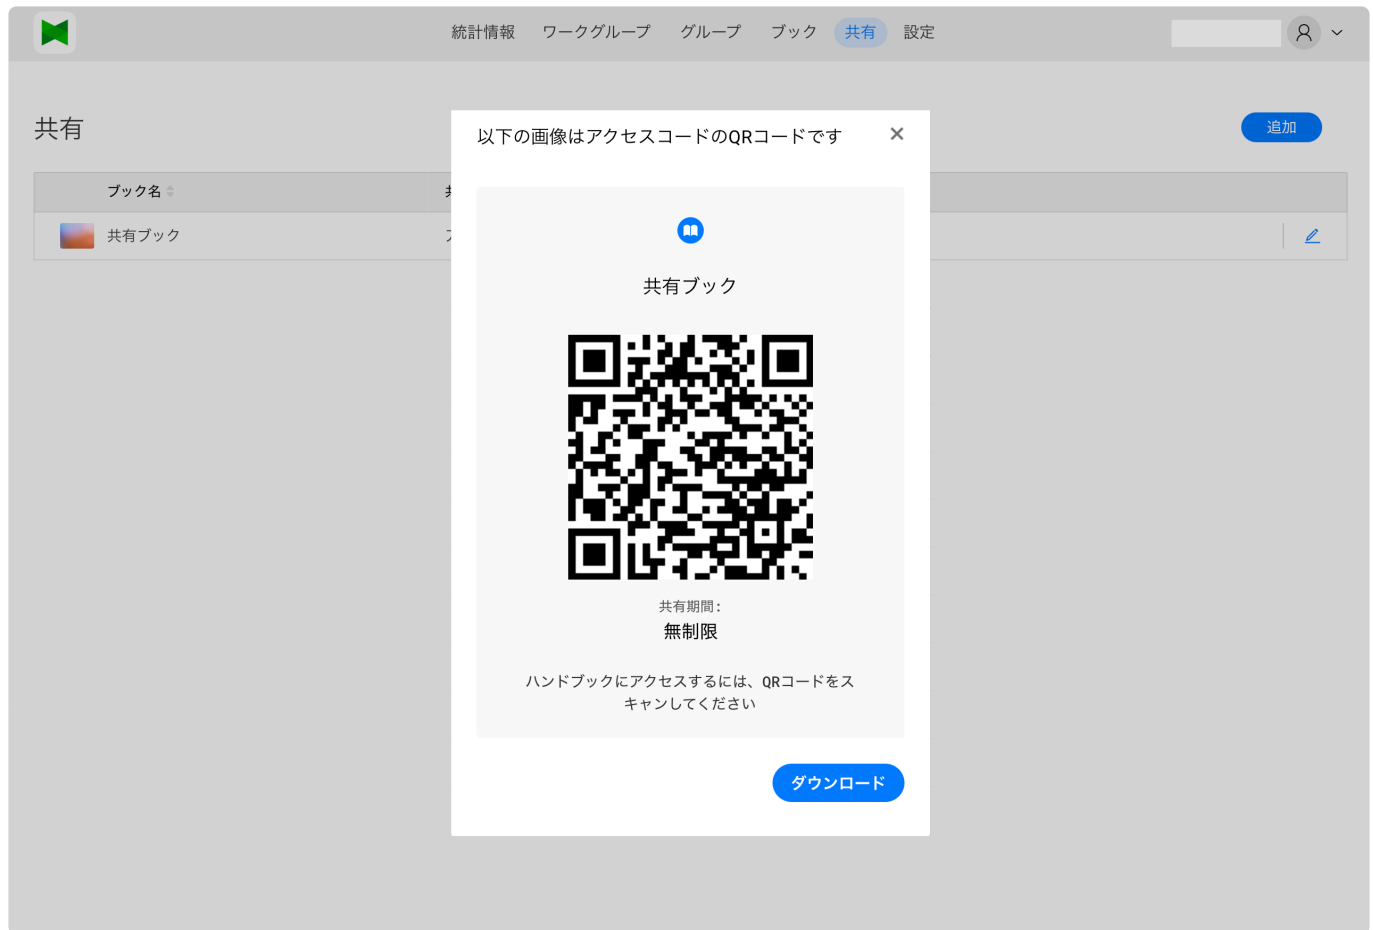 統計情報 ワークグループ グループ ブック 共有 設定
共有
追加
以下の画像はアクセスコードのQRコードです
ブック名
共有ブック
共有ブック
共有期間:
無制限
ハンドブックにアクセスするには、QRコードをス
キャンしてください
ダウンロード